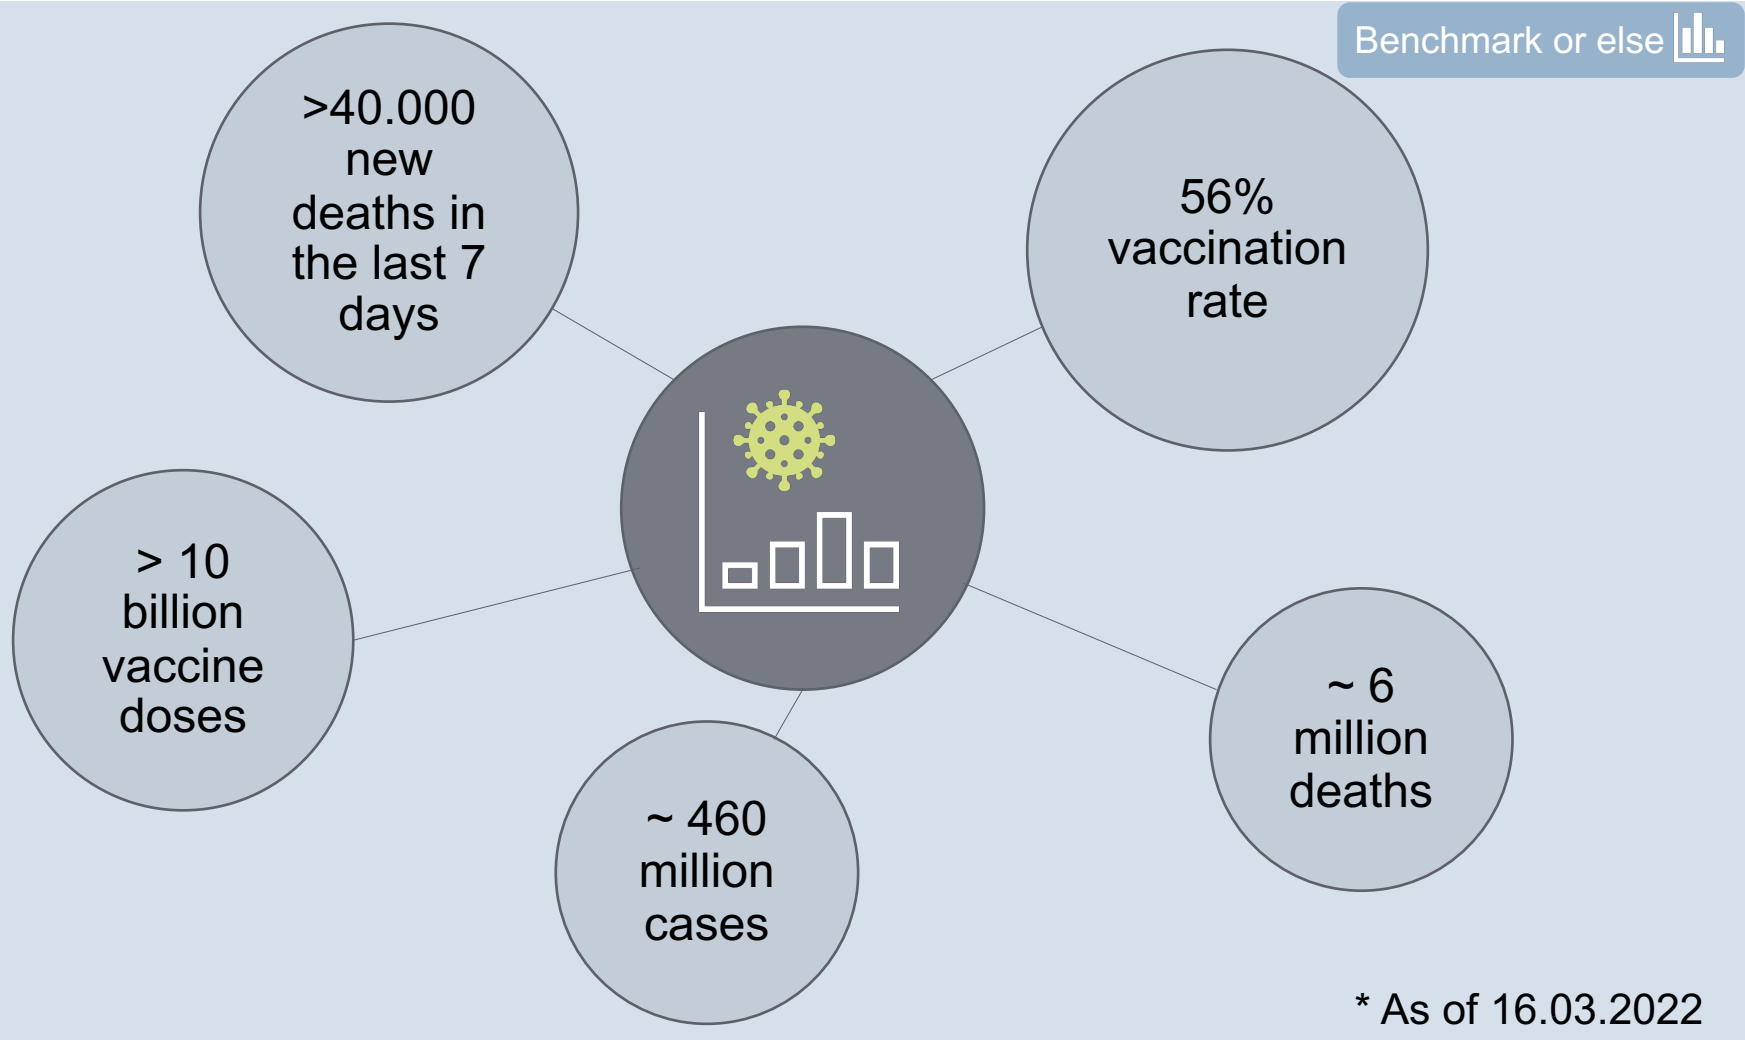 Benchmark or else
>40.000
new
deaths in
the last 7
days
56%
vaccination
rate
> 10
billion
vaccine
doses
~ 460
million
cases
~ 6
million
deaths
* As of 16.03.2022